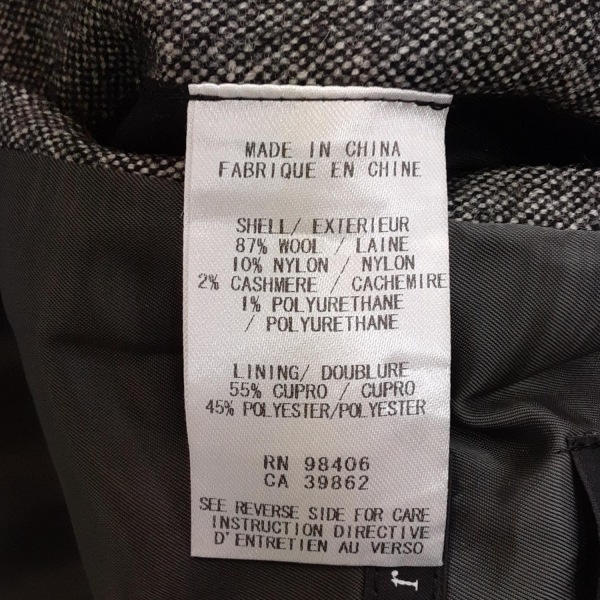 MADE IN CHINA
FABRIQUE EN CHINE
SHELL/ EXTERIEUR
87% WOOL / LAINE
10% NYLON / NYLON
2% CASHMERE / CACHEMIRE
1% POLYURETHANE
/ POLYURETHANE
LINING/ DOUBLURE
55% CUPRO / CUPRO
45% POLYESTER/POLYESTER
RN 98406
CA 39862
SEE REVERSE SIDE FOR CARE
INSTRUCTION DIRECTIVE
D'ENTRETIEN AU VERSO
r